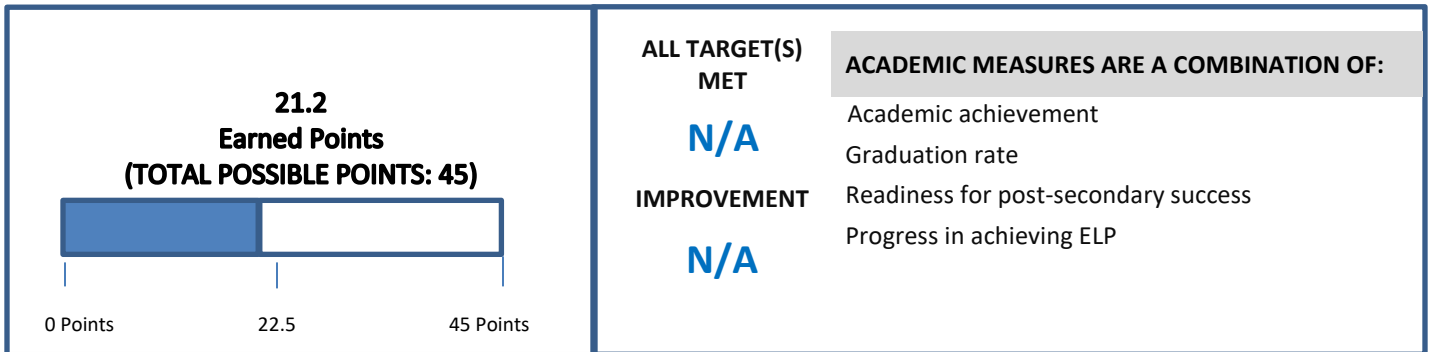 21.2
Earned Points
(TOTAL POSSIBLE POINTS: 45)
0 Points
22.5
45 Points
ALL TARGET(S)
MET
N/A
IMPROVEMENT
N/A
ACADEMIC MEASURES ARE A COMBINATION OF:
Academic achievement
Graduation rate
Readiness for post-secondary success
Progress in achieving ELP